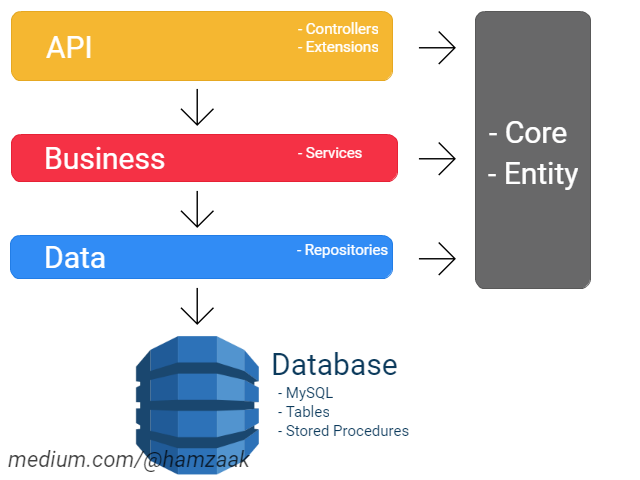 API
- Controllers
- Extensions
Business
- Services
Data
- Repositories
- Core
- Entity
Database
- MySQL
- Tables
- Stored Procedures
medium.com/@hamzaak